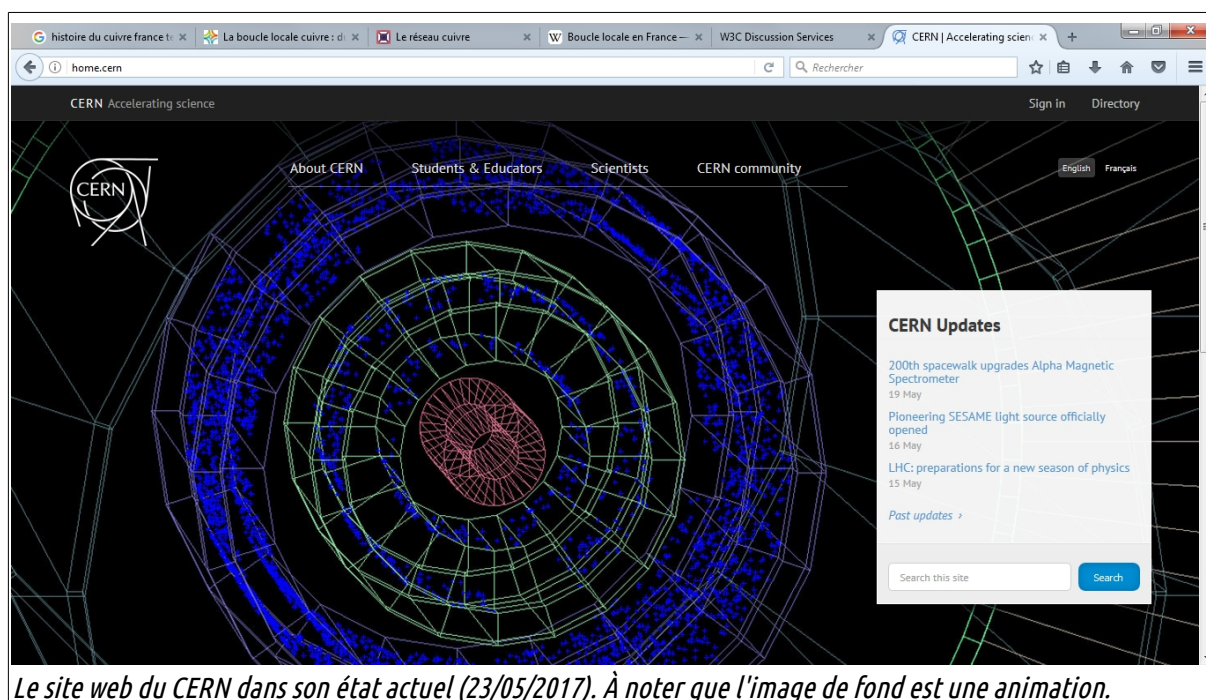 histoire du cuivre france te
La boucle locale cuivre : du
Le réseau cuivre
Boucle locale en France —
W3C Discussion Services
CERN | Accelerating scienc
home.cern
Rechercher
CERN Accelerating science
Sign in Directory
CERN
About CERN Students & Educators Scientists CERN community
English Français
CERN Updates
200th spacewalk upgrades Alpha Magnetic
Spectrometer
19 May
Pioneering SESAME light source officially
opened
16 May
LHC: preparations for a new season of physics
15 May
Past updates ›
Search this site Search
Le site web du CERN dans son état actuel (23/05/2017). À noter que l'image de fond est une animation.